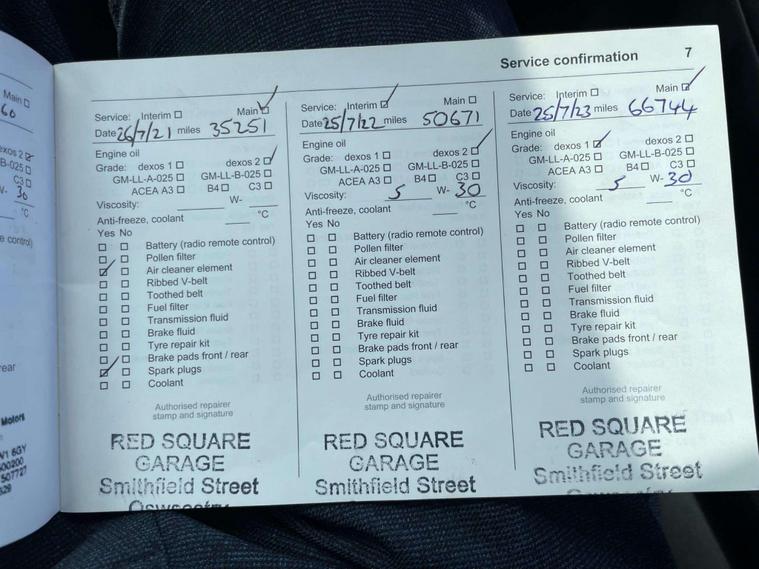 Service confirmation 7
Service: Interim ☐ Main ☑
Date 26/7/21 miles 35251
Engine oil
Grade: dexos 1 ☐ dexos 2 ☑
GM-LL-A-025 ☐ GM-LL-B-025 ☐
ACEA A3 ☐ B4 ☐ C3 ☐
Viscosity: W-
Anti-freeze, coolant °C
Yes No
☐ ☐ Battery (radio remote control)
☐ ☐ Pollen filter
☑ ☐ Air cleaner element
☐ ☐ Ribbed V-belt
☐ ☐ Toothed belt
☐ ☐ Fuel filter
☐ ☐ Transmission fluid
☐ ☐ Brake fluid
☐ ☐ Tyre repair kit
☐ ☐ Brake pads front / rear
☑ ☐ Spark plugs
☐ ☐ Coolant
Authorised repairer
stamp and signature
RED SQUARE
GARAGE
Smithfield Street
Oswestry
Service: Interim ☑ Main ☐
Date 25/7/22 miles 50671
Engine oil
Grade: dexos 1 ☐ dexos 2 ☑
GM-LL-A-025 ☐ GM-LL-B-025 ☐
ACEA A3 ☐ B4 ☐ C3 ☐
Viscosity: 5 W- 30
Anti-freeze, coolant °C
Yes No
☐ ☐ Battery (radio remote control)
☐ ☐ Pollen filter
☐ ☐ Air cleaner element
☐ ☐ Ribbed V-belt
☐ ☐ Toothed belt
☐ ☐ Fuel filter
☐ ☐ Transmission fluid
☐ ☐ Brake fluid
☐ ☐ Tyre repair kit
☐ ☐ Brake pads front / rear
☐ ☐ Spark plugs
☐ ☐ Coolant
Authorised repairer
stamp and signature
RED SQUARE
GARAGE
Smithfield Street
Service: Interim ☐ Main ☑
Date 25/7/23 miles 66744
Engine oil
Grade: dexos 1 ☑ dexos 2 ☐
GM-LL-A-025 ☐ GM-LL-B-025 ☐
ACEA A3 ☐ B4 ☐ C3 ☐
Viscosity: 5 W- 30
Anti-freeze, coolant °C
Yes No
☐ ☐ Battery (radio remote control)
☐ ☐ Pollen filter
☐ ☐ Air cleaner element
☐ ☐ Ribbed V-belt
☐ ☐ Toothed belt
☐ ☐ Fuel filter
☐ ☐ Transmission fluid
☐ ☐ Brake fluid
☐ ☐ Tyre repair kit
☐ ☐ Brake pads front / rear
☐ ☐ Spark plugs
☐ ☐ Coolant
Authorised repairer
stamp and signature
RED SQUARE
GARAGE
Smithfield Street
Oswestry